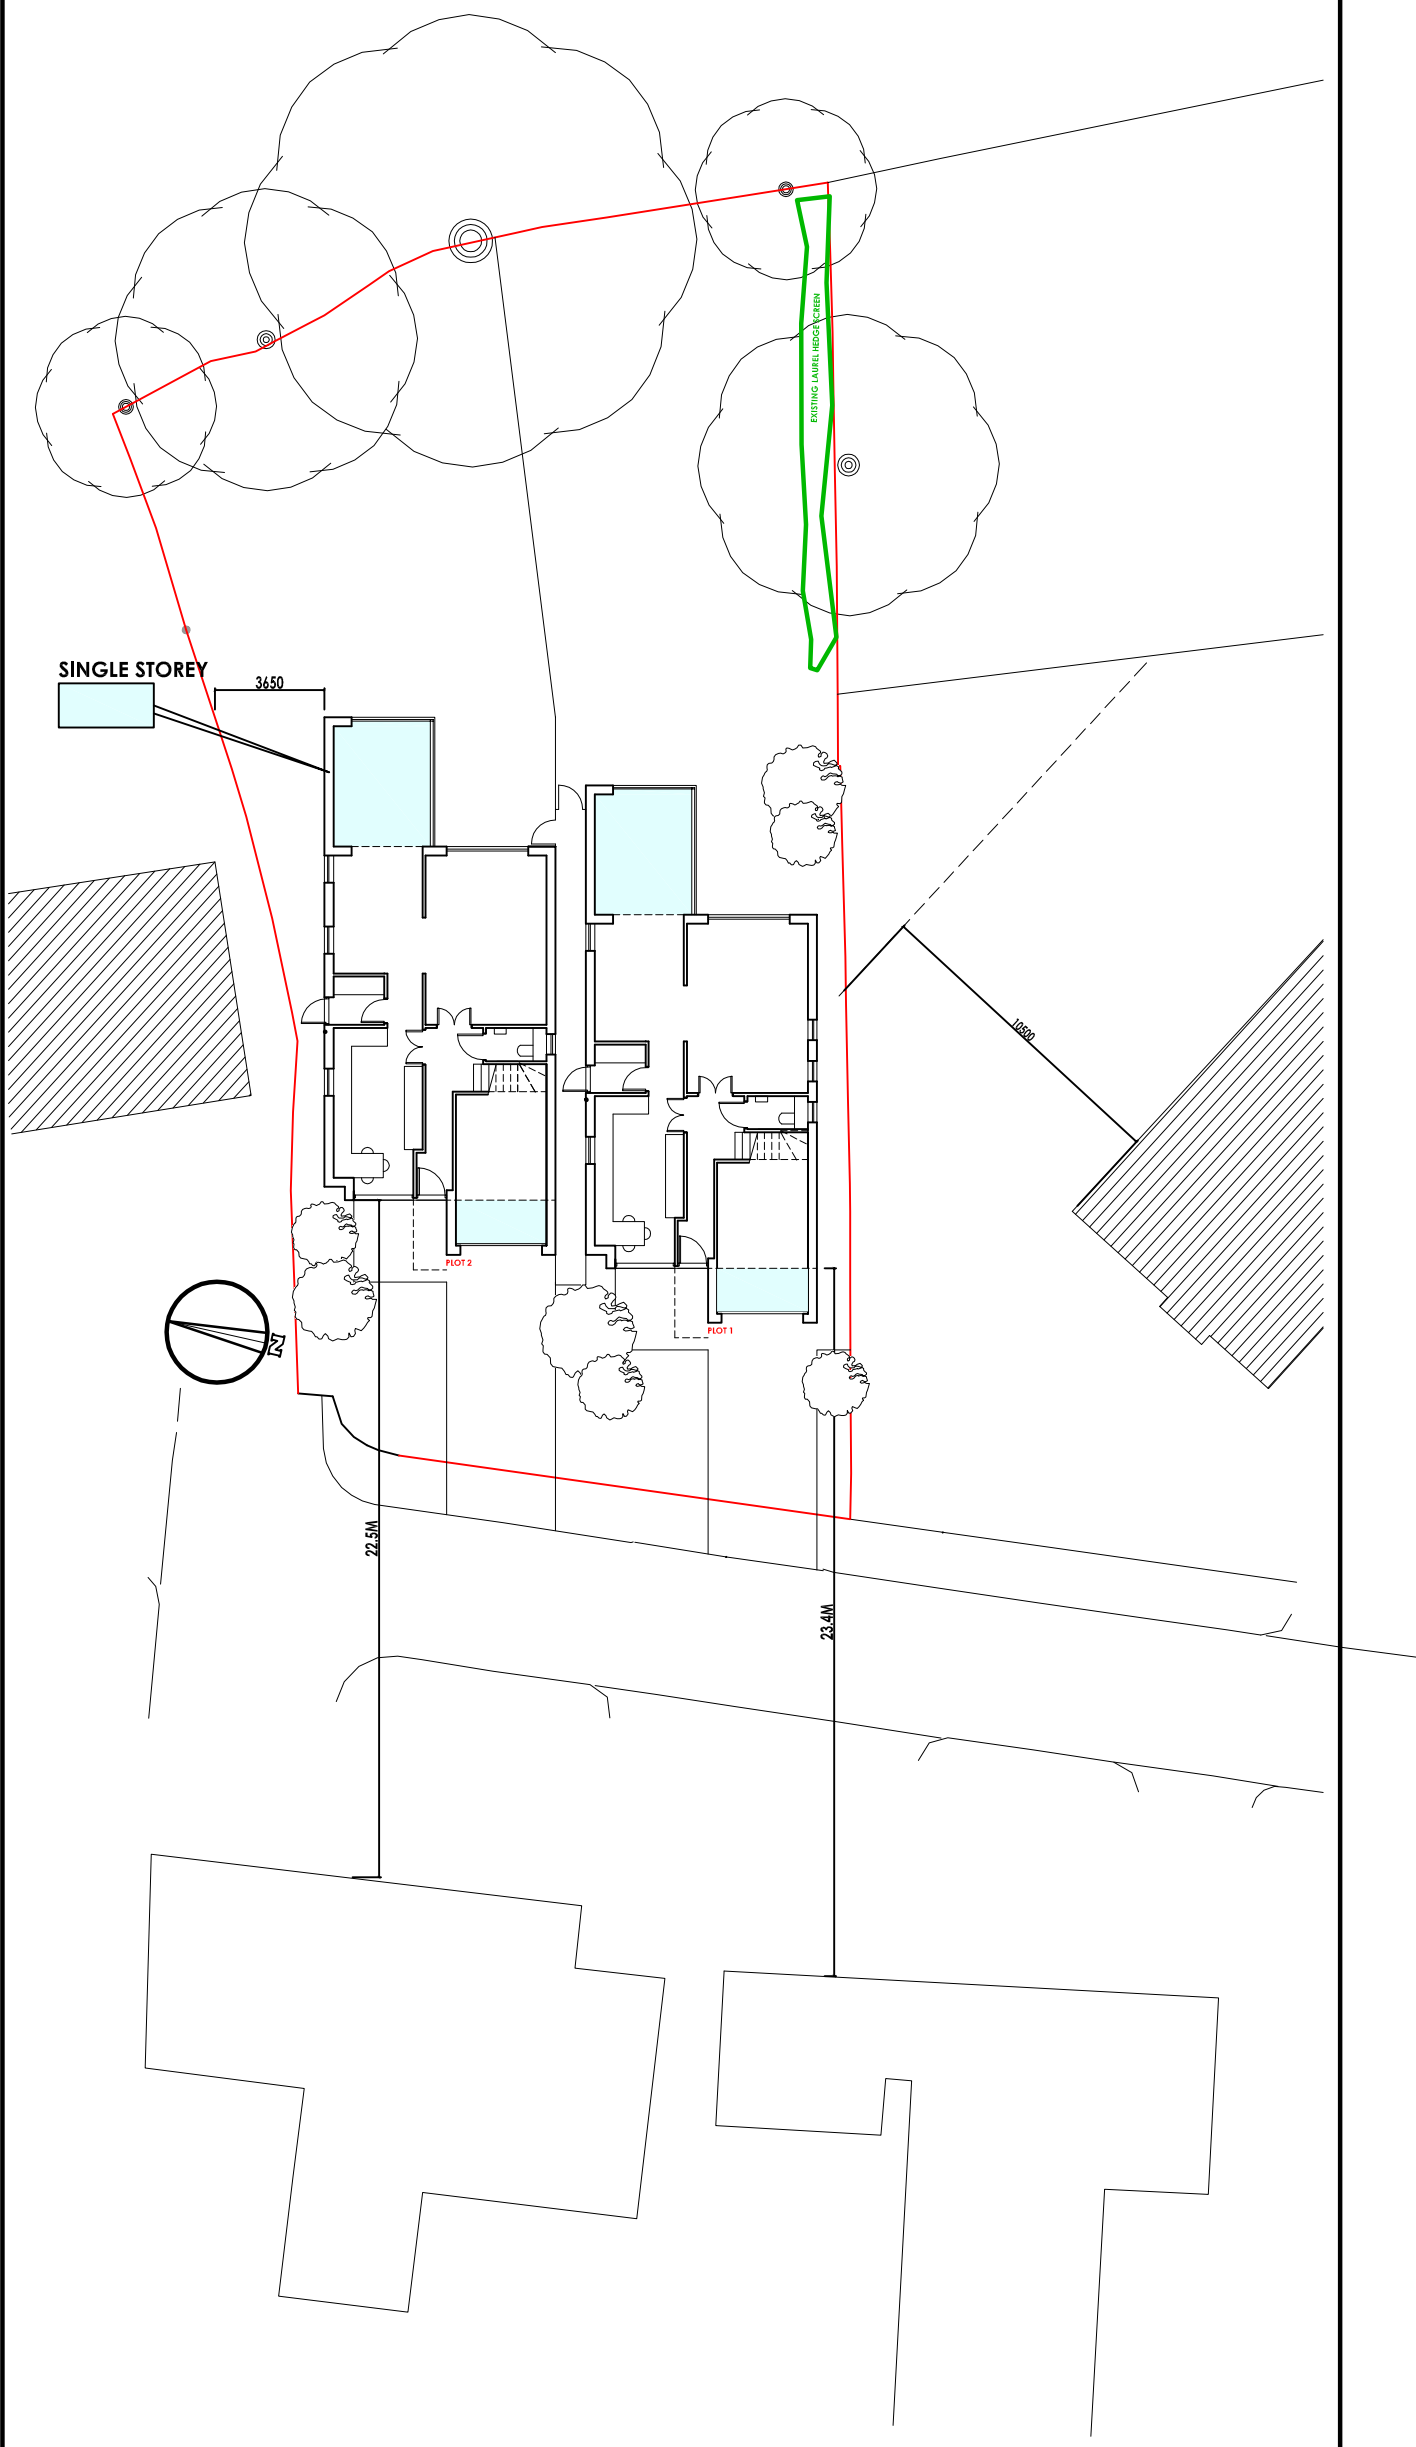 EXISTING LAUREL HEDGE SCREEN
SINGLE STOREY
3650
10500
PLOT 2
PLOT 1
N
22.5M
23.4M